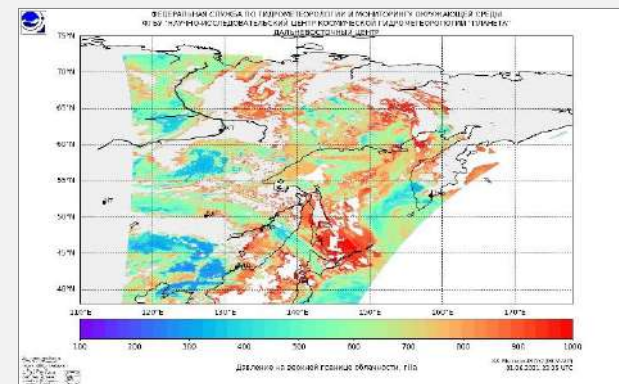 ФЕДЕРАЛЬНАЯ СЛУЖБА ПО ГИДРОМЕТЕОРОЛОГИИ И МОНИТОРИНГУ ОКРУЖАЮЩЕЙ СРЕДЫ
ФГБУ "НАУЧНО-ИССЛЕДОВАТЕЛЬСКИЙ ЦЕНТР КОСМИЧЕСКОЙ ГИДРОМЕТЕОРОЛОГИИ "ПЛАНЕТА"
ДАЛЬНЕВОСТОЧНЫЙ ЦЕНТР
75°N
70°N
65°N
60°N
55°N
50°N
45°N
40°N
110°E 120°E 130°E 140°E 150°E 160°E 170°E
100 200 300 400 500 600 700 800 900 1000
Давление на верхней границе облачности, гПа